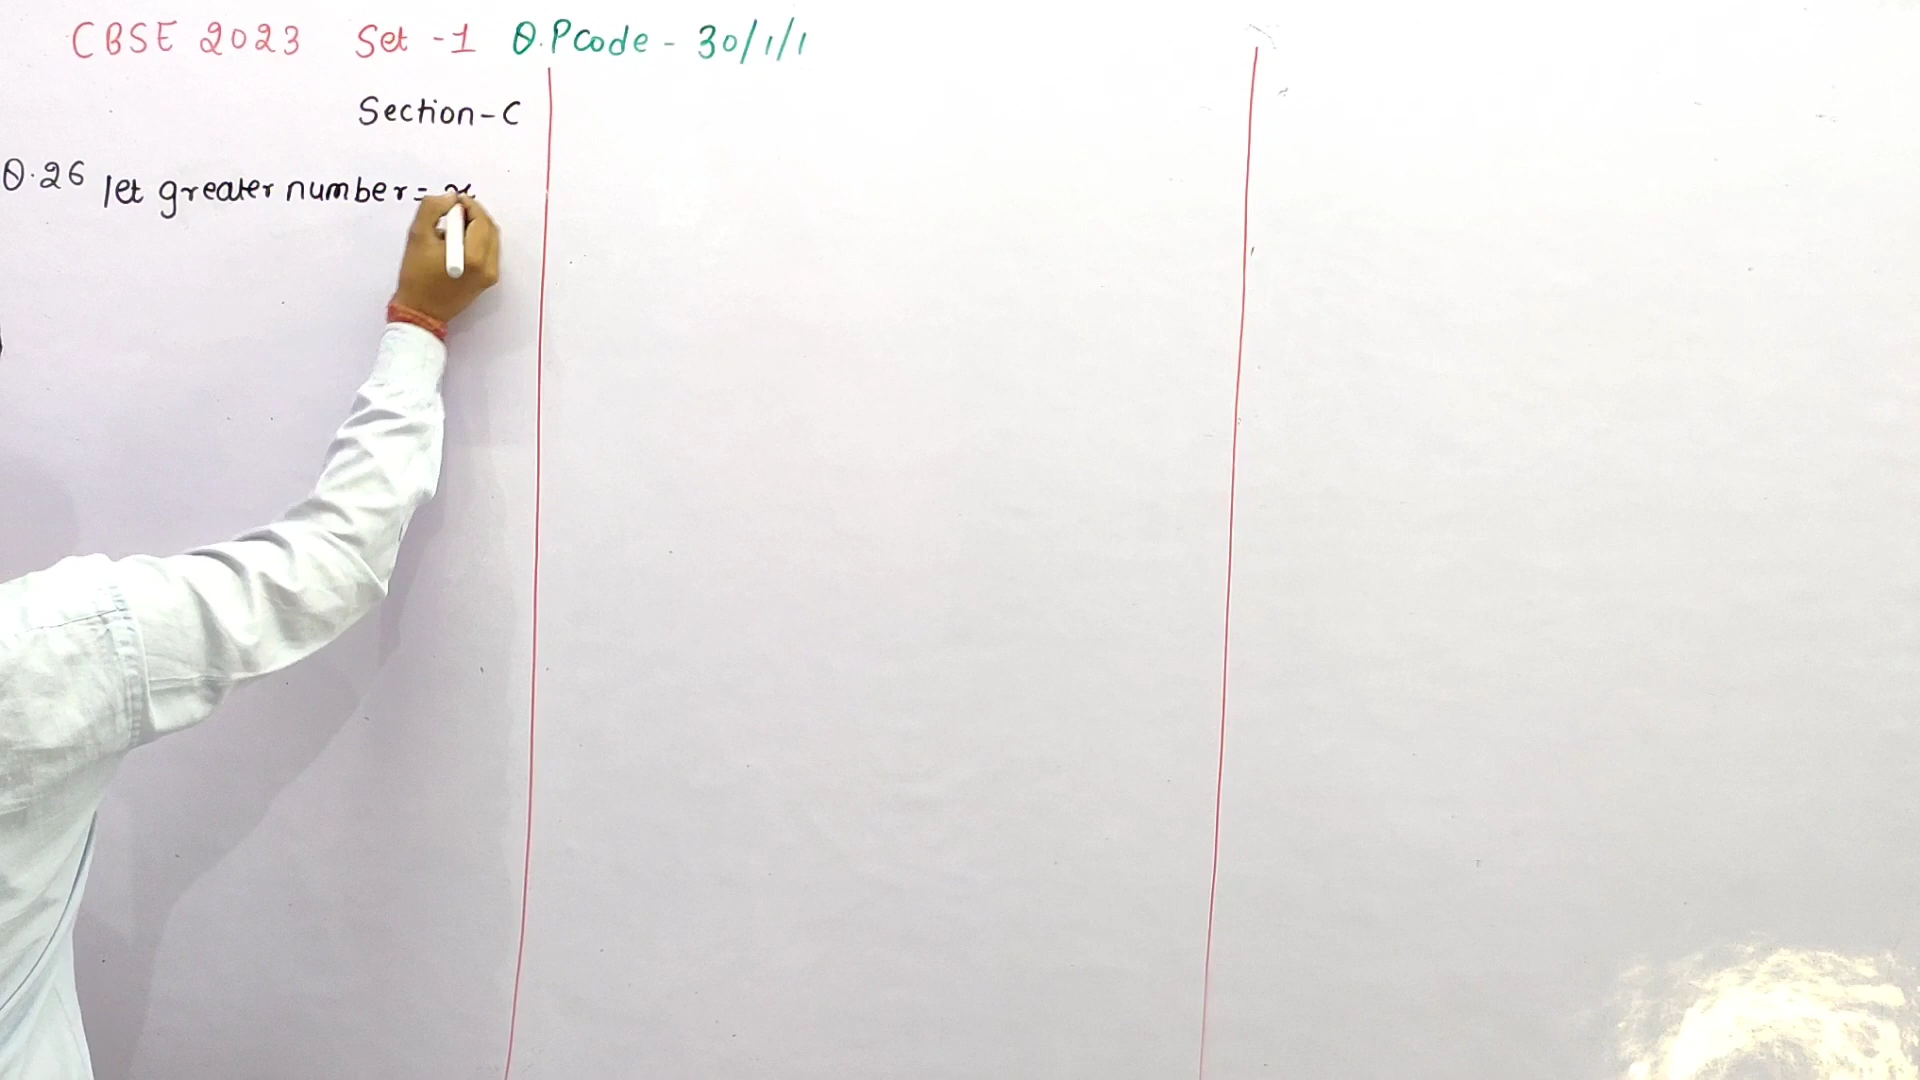 CBSE 2023 Set -1 Q.P Code - 30/1/1
Section - C
Q.26 let greater number = x